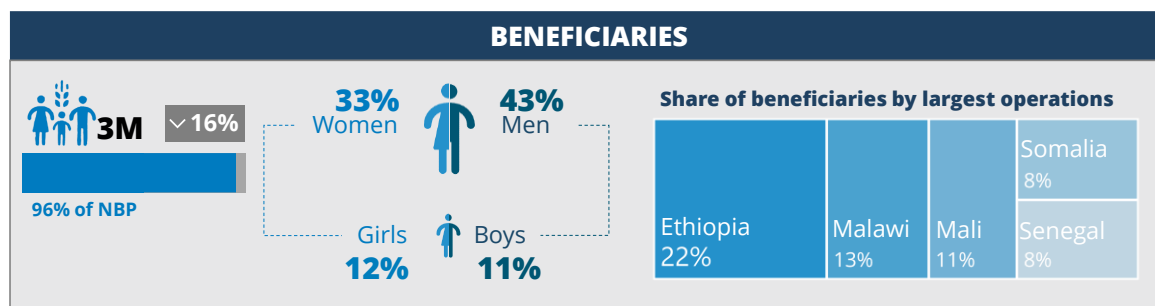 BENEFICIARIES
3M
16%
96% of NBP
33%
Women
43%
Men
Girls
12%
Boys
11%
Share of beneficiaries by largest operations
Ethiopia
22%
Malawi
13%
Mali
11%
Somalia
8%
Senegal
8%